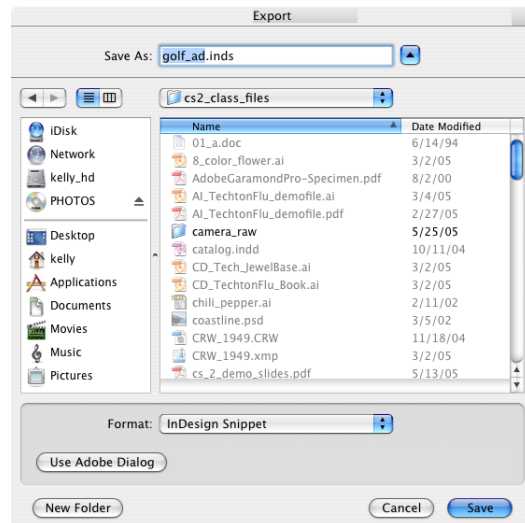 Export
Save As: golf_ad.inds
cs2_class_files
iDisk
Network
kelly_hd
PHOTOS
Desktop
kelly
Applications
Documents
Movies
Music
Pictures
Name Date Modified
01_a.doc 6/14/94
8_color_flower.ai 3/2/05
AdobeGaramondPro-Specimen.pdf 8/2/00
AI_TechtonFlu_demofile.ai 3/4/05
AI_TechtonFlu_demofile.pdf 2/27/05
camera_raw 5/25/05
catalog.indd 10/11/04
CD_Tech_JewelBase.ai 3/2/05
CD_TechtonFlu_Book.ai 3/2/05
chili_pepper.ai 2/11/02
coastline.psd 3/5/02
CRW_1949.CRW 11/18/04
CRW_1949.xmp 3/2/05
cs_2_demo_slides.pdf 5/13/05
Format: InDesign Snippet
Use Adobe Dialog
New Folder Cancel Save